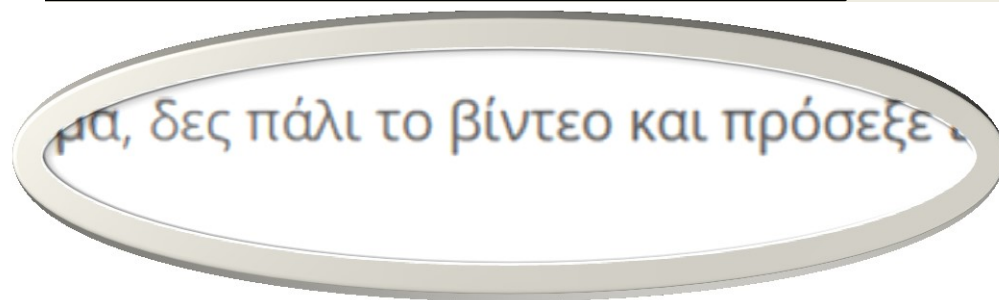 μα, δες πάλι το βίντεο και πρόσεξε